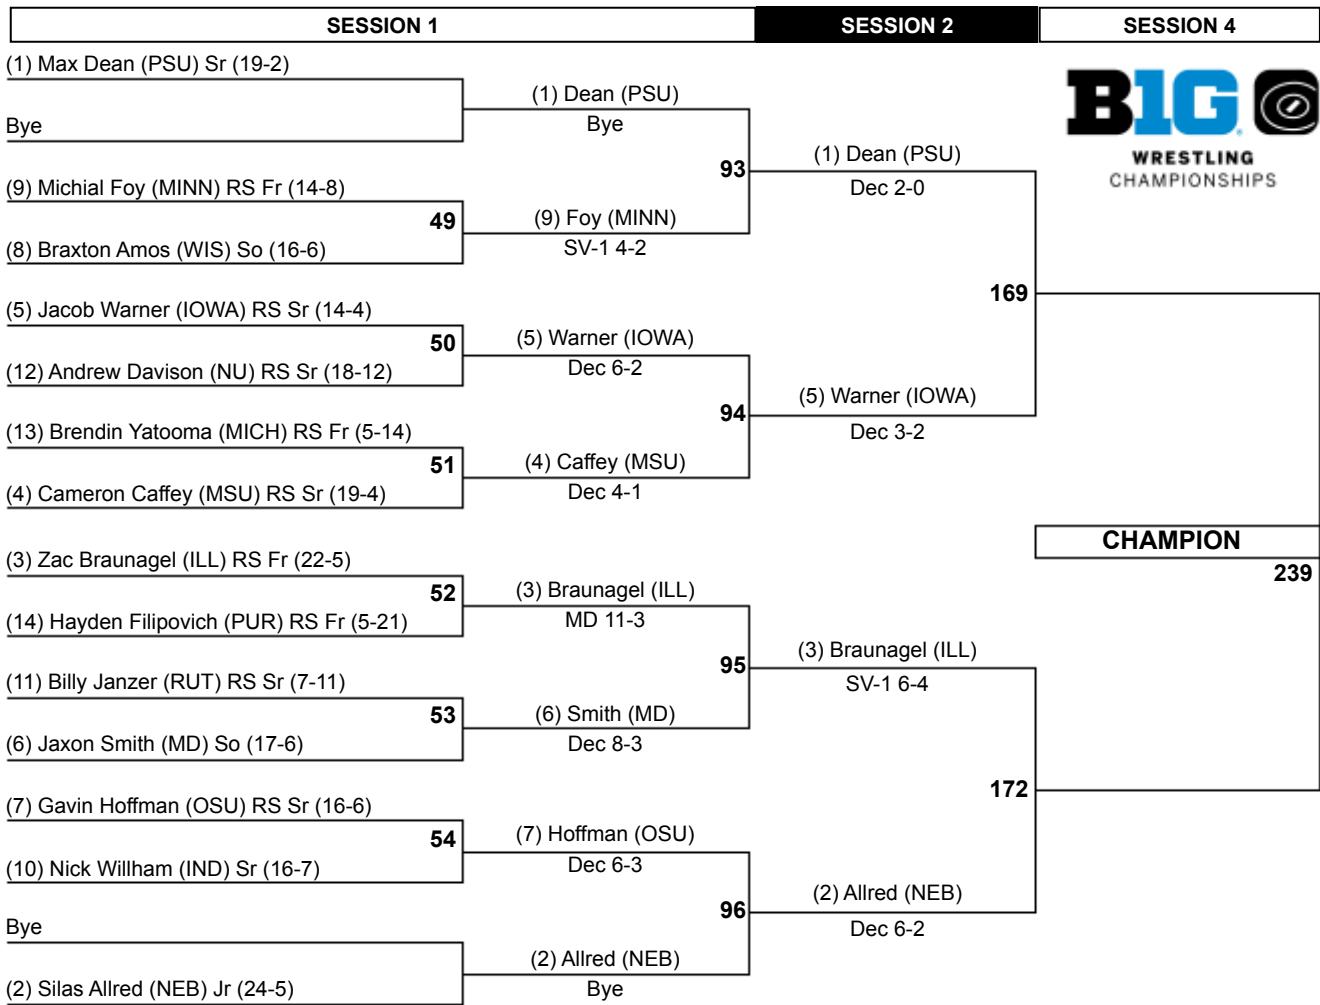 SESSION 1
SESSION 2
SESSION 4
(1) Max Dean (PSU) Sr (19-2)
Bye
(9) Michial Foy (MINN) RS Fr (14-8)
49
(8) Braxton Amos (WIS) So (16-6)
(5) Jacob Warner (IOWA) RS Sr (14-4)
50
(12) Andrew Davison (NU) RS Sr (18-12)
(13) Brendin Yatooma (MICH) RS Fr (5-14)
51
(4) Cameron Caffey (MSU) RS Sr (19-4)
(3) Zac Braunagel (ILL) RS Fr (22-5)
52
(14) Hayden Filipovich (PUR) RS Fr (5-21)
(11) Billy Janzer (RUT) RS Sr (7-11)
53
(6) Jaxon Smith (MD) So (17-6)
(7) Gavin Hoffman (OSU) RS Sr (16-6)
54
(10) Nick Willham (IND) Sr (16-7)
Bye
(2) Silas Allred (NEB) Jr (24-5)
(1) Dean (PSU)
Bye
93
(9) Foy (MINN)
SV-1 4-2
(5) Warner (IOWA)
Dec 6-2
94
(4) Caffey (MSU)
Dec 4-1
(3) Braunagel (ILL)
MD 11-3
95
(6) Smith (MD)
Dec 8-3
(7) Hoffman (OSU)
Dec 6-3
96
(2) Allred (NEB)
Bye
(1) Dean (PSU)
Dec 2-0
169
(5) Warner (IOWA)
Dec 3-2
(3) Braunagel (ILL)
SV-1 6-4
172
(2) Allred (NEB)
Dec 6-2
B1G
WRESTLING
CHAMPIONSHIPS
CHAMPION
239